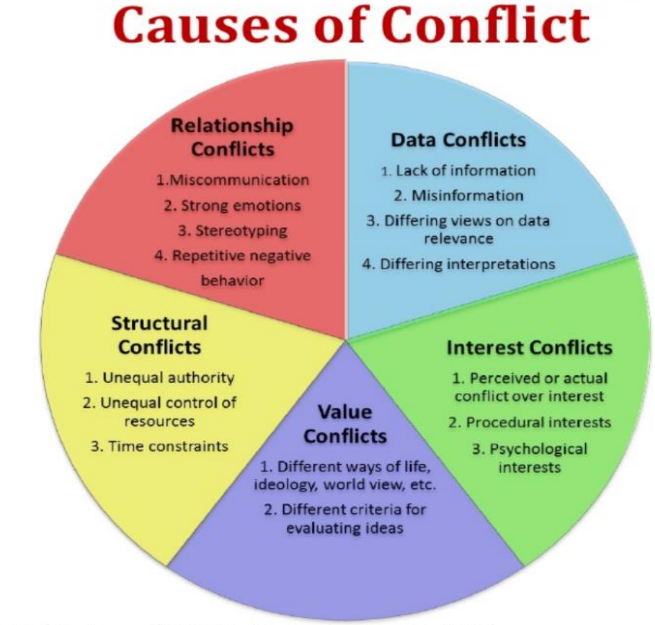 Causes of Conflict
Relationship
Conflicts
1.Miscommunication
2. Strong emotions
3. Stereotyping
4. Repetitive negative
behavior
Data Conflicts
1. Lack of information
2. Misinformation
3. Differing views on data
relevance
4. Differing interpretations
Structural
Conflicts
1. Unequal authority
2. Unequal control of
resources
3. Time constraints
Value
Conflicts
1. Different ways of life,
ideology, world view, etc.
2. Different criteria for
evaluating ideas
Interest Conflicts
1. Perceived or actual
conflict over interest
2. Procedural interests
3. Psychological
interests